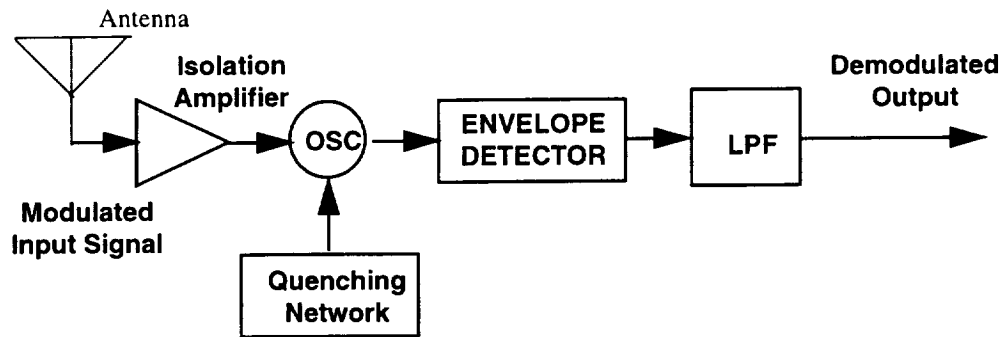 Antenna
Isolation
Amplifier
OSC
ENVELOPE
DETECTOR
LPF
Demodulated
Output
Modulated
Input Signal
Quenching
Network